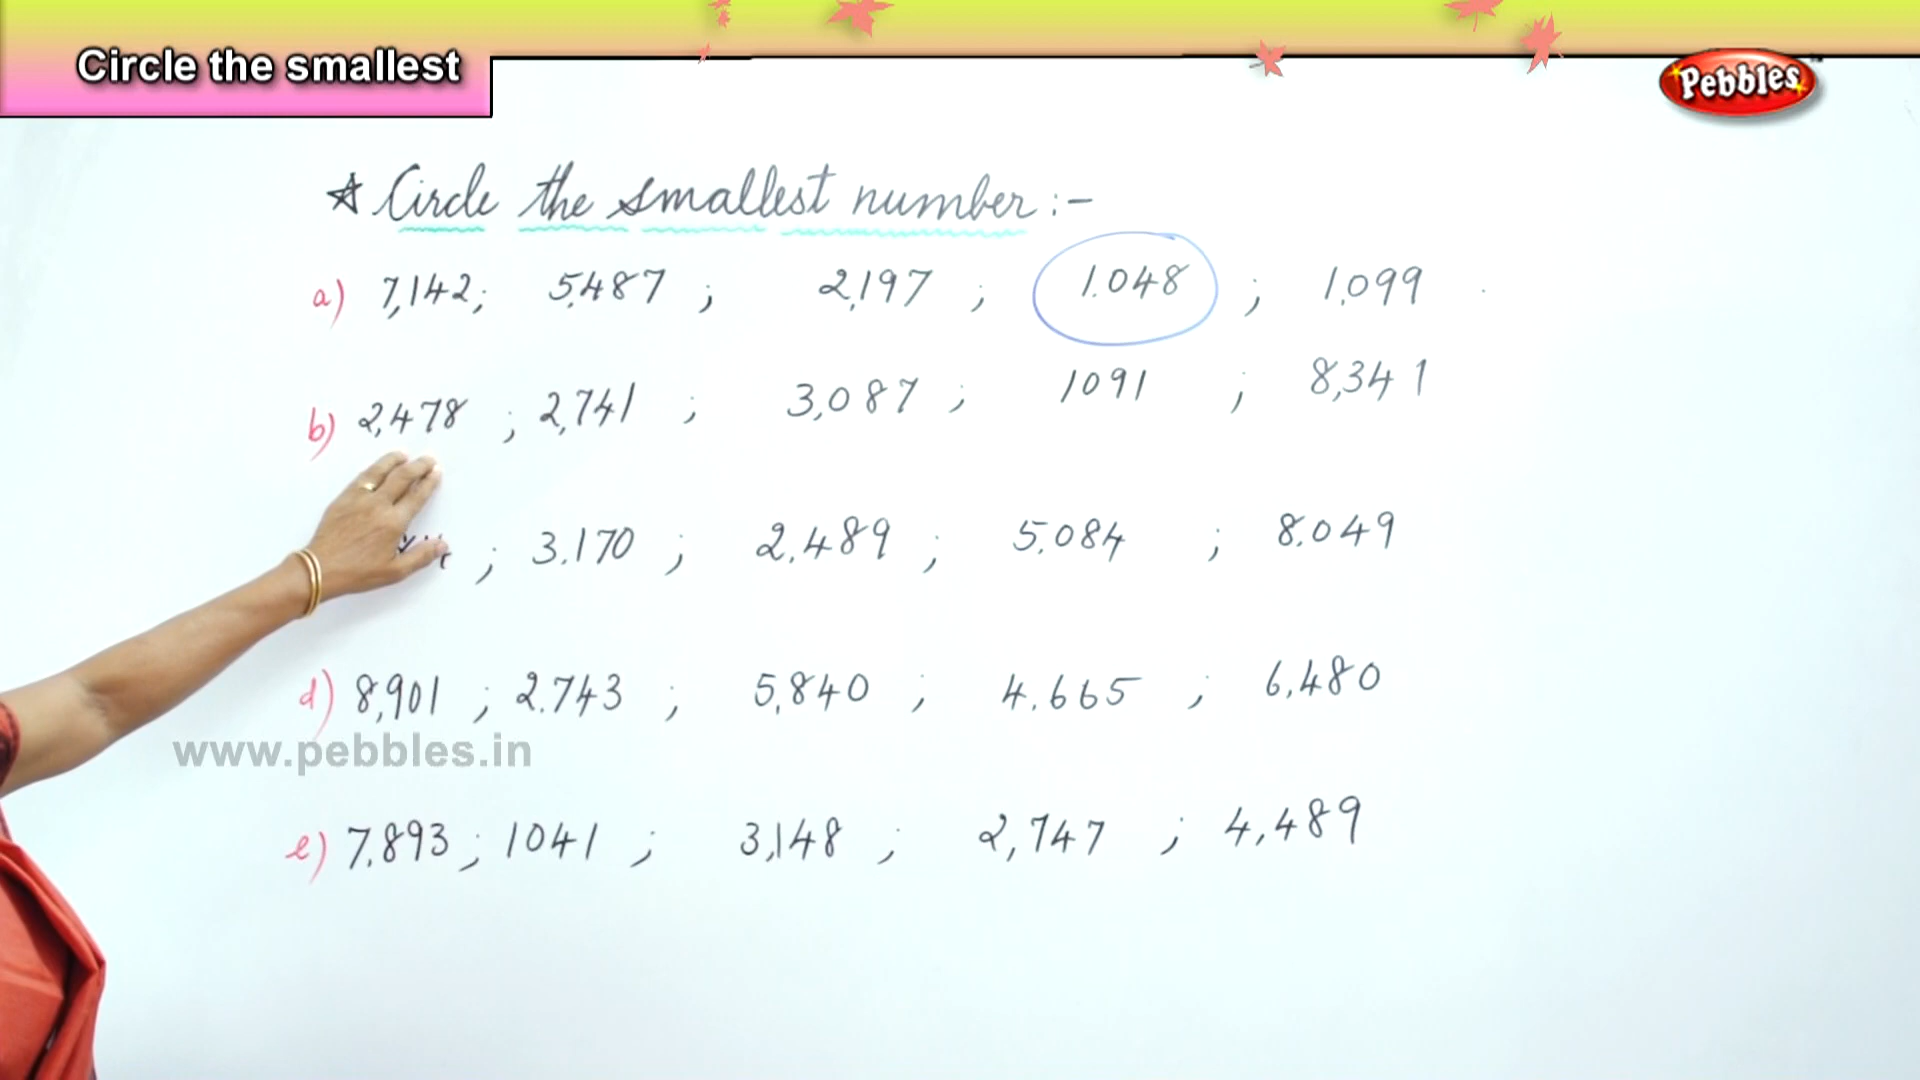 Circle the smallest
Pebbles
☆ Circle the smallest number :-
a) 7,142; 5,487 ; 2,197 ; 1.048 ; 1,099
b) 2,478 ; 2,741 ; 3,087 ; 1091 ; 8,341
; 3.170 ; 2.489 ; 5.084 ; 8.049
d) 8,901 ; 2.743 ; 5,840 ; 4.665 ; 6,480
www.pebbles.in
e) 7.893 ; 1041 ; 3,148 ; 2,747 ; 4,489